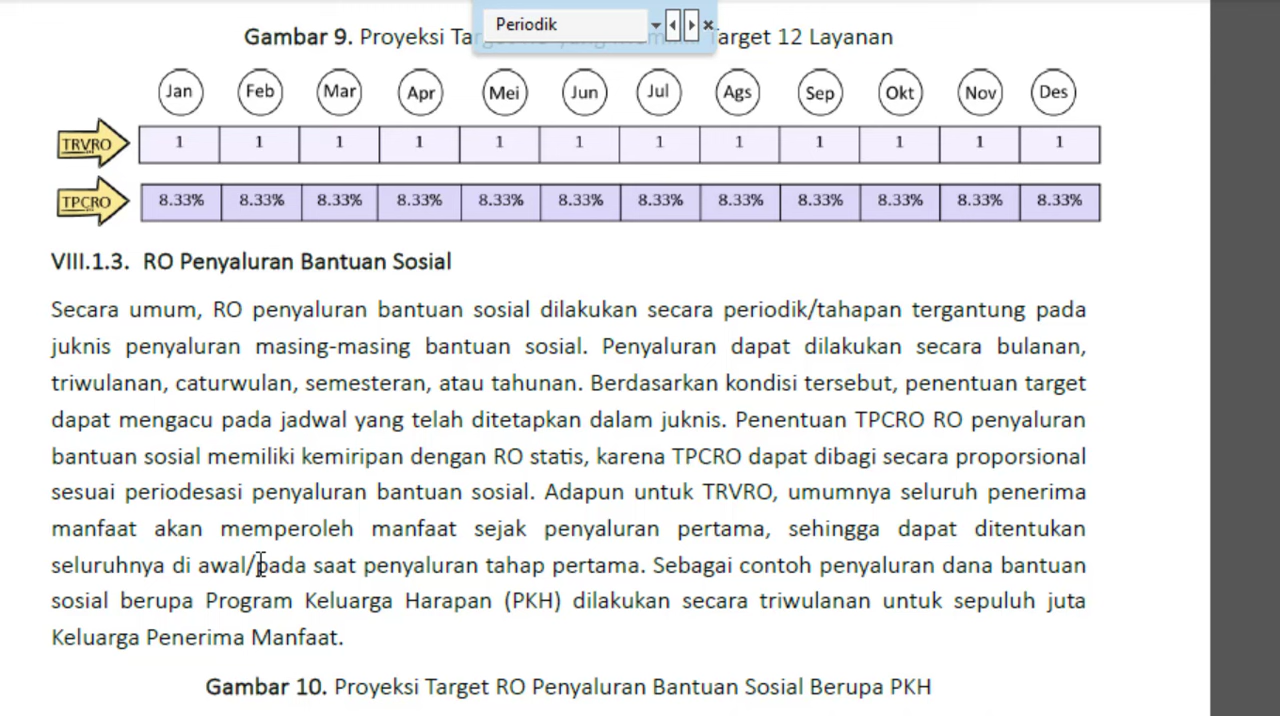 Periodik
Gambar 9. Proyeksi Target RO yang Memiliki Target 12 Layanan
Jan Feb Mar Apr Mei Jun Jul Ags Sep Okt Nov Des
TRVRO 1 1 1 1 1 1 1 1 1 1 1 1
TPCRO 8.33% 8.33% 8.33% 8.33% 8.33% 8.33% 8.33% 8.33% 8.33% 8.33% 8.33% 8.33%
VIII.1.3. RO Penyaluran Bantuan Sosial
Secara umum, RO penyaluran bantuan sosial dilakukan secara periodik/tahapan tergantung pada
juknis penyaluran masing-masing bantuan sosial. Penyaluran dapat dilakukan secara bulanan,
triwulanan, caturwulan, semesteran, atau tahunan. Berdasarkan kondisi tersebut, penentuan target
dapat mengacu pada jadwal yang telah ditetapkan dalam juknis. Penentuan TPCRO RO penyaluran
bantuan sosial memiliki kemiripan dengan RO statis, karena TPCRO dapat dibagi secara proporsional
sesuai periodesasi penyaluran bantuan sosial. Adapun untuk TRVRO, umumnya seluruh penerima
manfaat akan memperoleh manfaat sejak penyaluran pertama, sehingga dapat ditentukan
seluruhnya di awal/pada saat penyaluran tahap pertama. Sebagai contoh penyaluran dana bantuan
sosial berupa Program Keluarga Harapan (PKH) dilakukan secara triwulanan untuk sepuluh juta
Keluarga Penerima Manfaat.
Gambar 10. Proyeksi Target RO Penyaluran Bantuan Sosial Berupa PKH